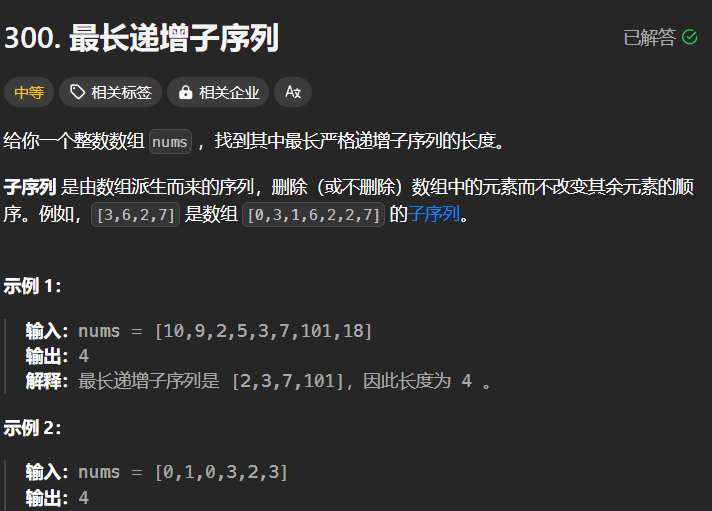 300. 最长递增子序列
已解答
中等 相关标签 相关企业 Ax
给你一个整数数组 nums ，找到其中最长严格递增子序列的长度。
子序列 是由数组派生而来的序列，删除（或不删除）数组中的元素而不改变其余元素的顺
序。例如，[3,6,2,7] 是数组 [0,3,1,6,2,2,7] 的子序列。
示例 1：
输入：nums = [10,9,2,5,3,7,101,18]
输出：4
解释：最长递增子序列是 [2,3,7,101]，因此长度为 4 。
示例 2：
输入：nums = [0,1,0,3,2,3]
输出：4